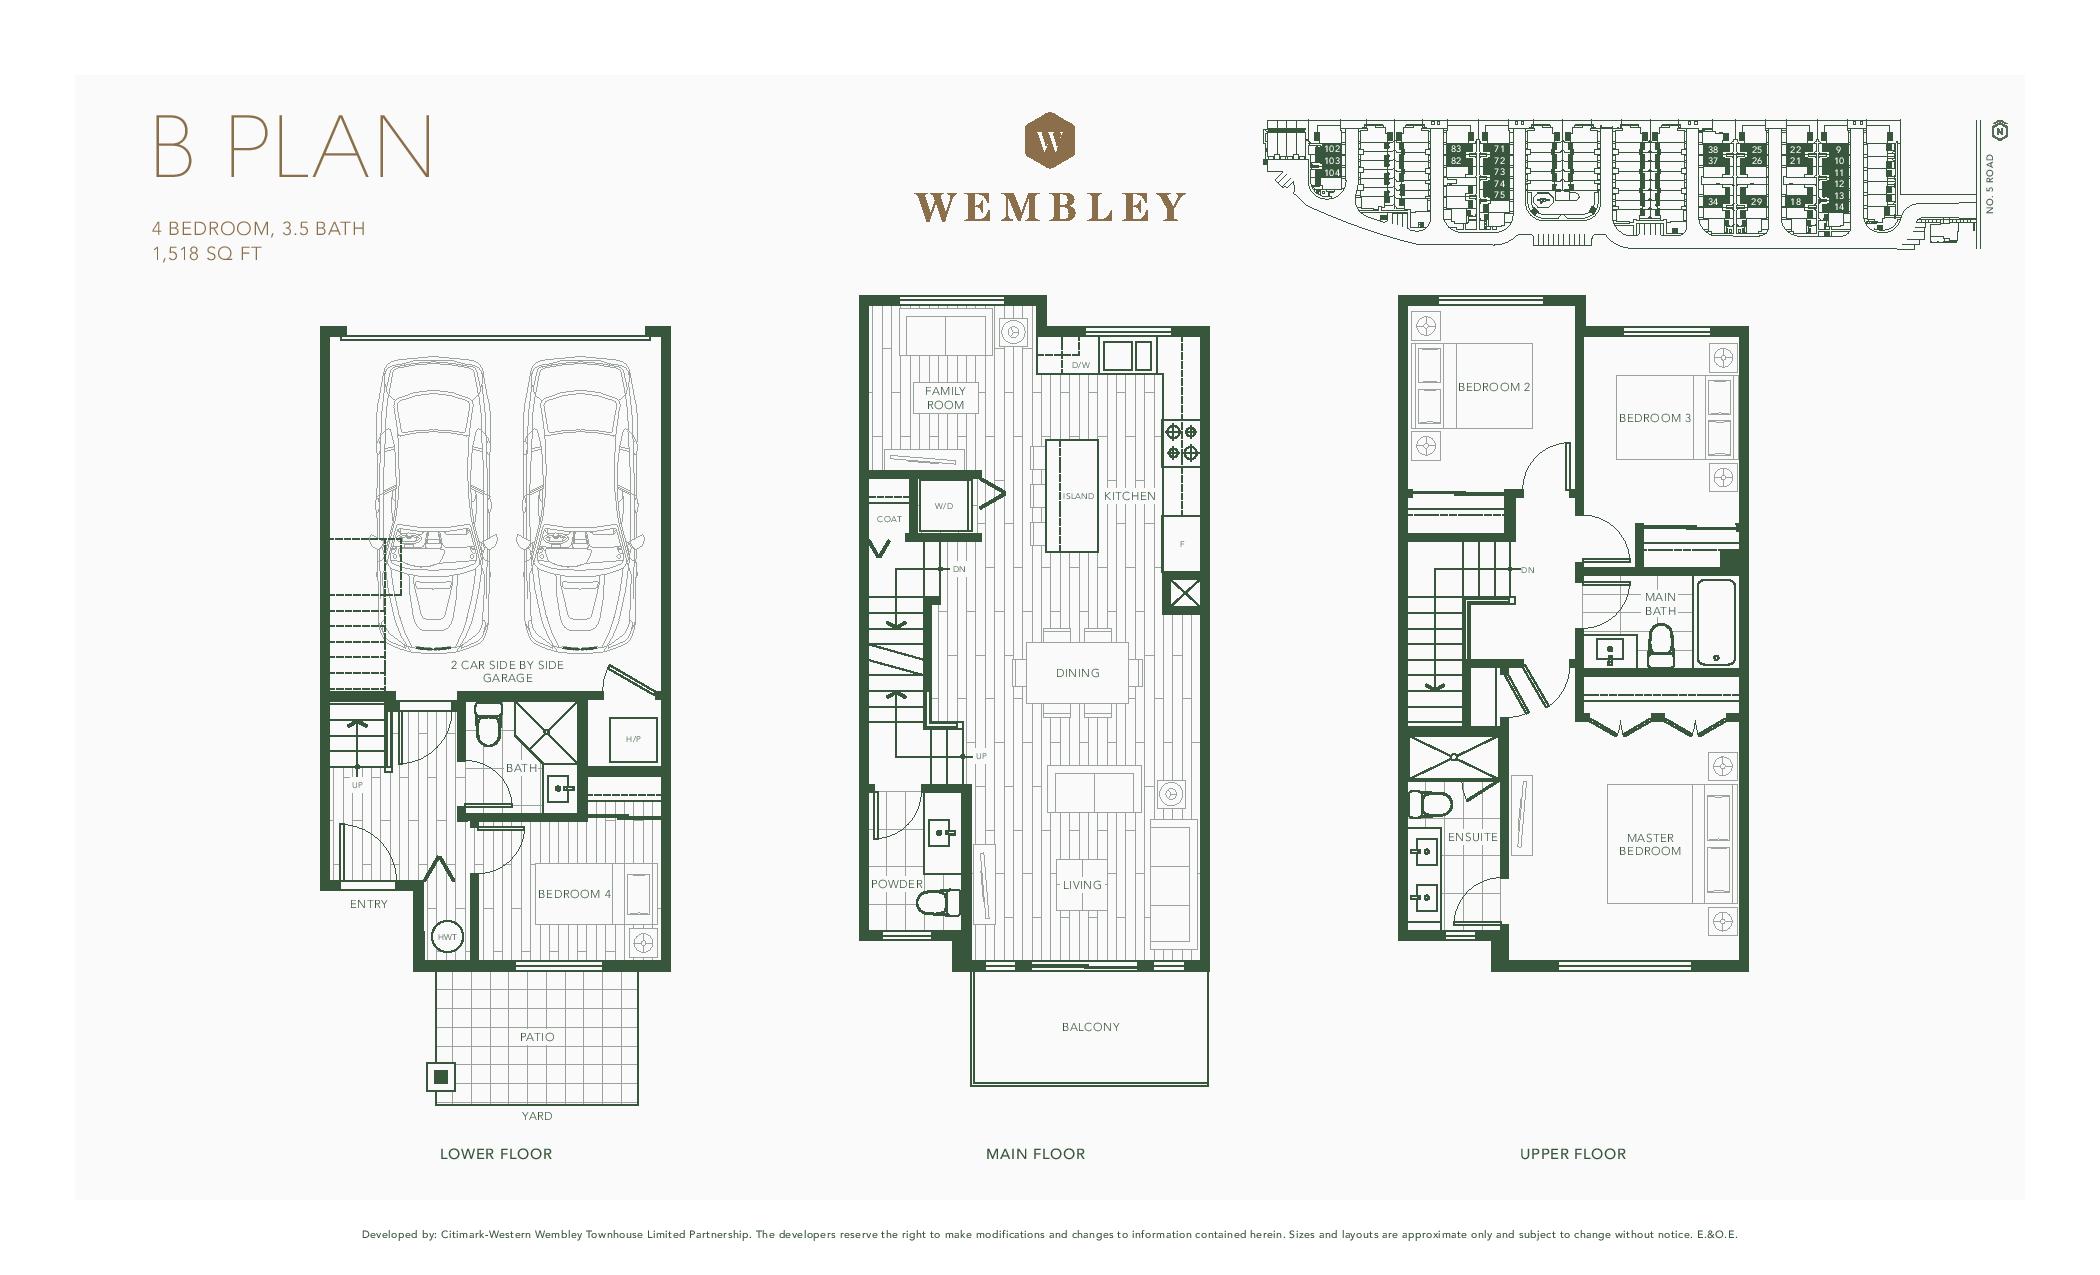 B PLAN
4 BEDROOM, 3.5 BATH
1,518 SQ FT
W
WEMBLEY
102
103
104
83
82
71
72
73
74
75
38
37
34
25
26
29
22
21
18
9
10
11
12
13
14
NO. 5 ROAD
N
2 CAR SIDE BY SIDE
GARAGE
H/P
BATH
UP
BEDROOM 4
ENTRY
HWT
PATIO
YARD
LOWER FLOOR
FAMILY
ROOM
D/W
ISLAND
KITCHEN
W/D
COAT
F
DN
DINING
UP
POWDER
LIVING
BALCONY
MAIN FLOOR
BEDROOM 2
BEDROOM 3
DN
MAIN
BATH
ENSUITE
MASTER
BEDROOM
UPPER FLOOR
Developed by: Citimark-Western Wembley Townhouse Limited Partnership. The developers reserve the right to make modifications and changes to information contained herein. Sizes and layouts are approximate only and subject to change without notice. E.&O.E.